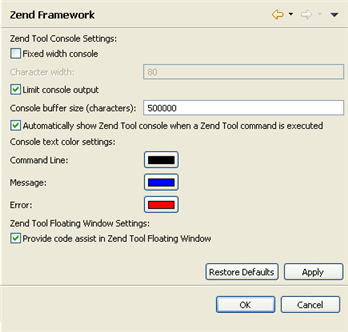 Zend Framework
Zend Tool Console Settings:
Fixed width console
Character width: 80
Limit console output
Console buffer size (characters): 500000
Automatically show Zend Tool console when a Zend Tool command is executed
Console text color settings:
Command Line:
Message:
Error:
Zend Tool Floating Window Settings:
Provide code assist in Zend Tool Floating Window
Restore Defaults Apply
OK Cancel